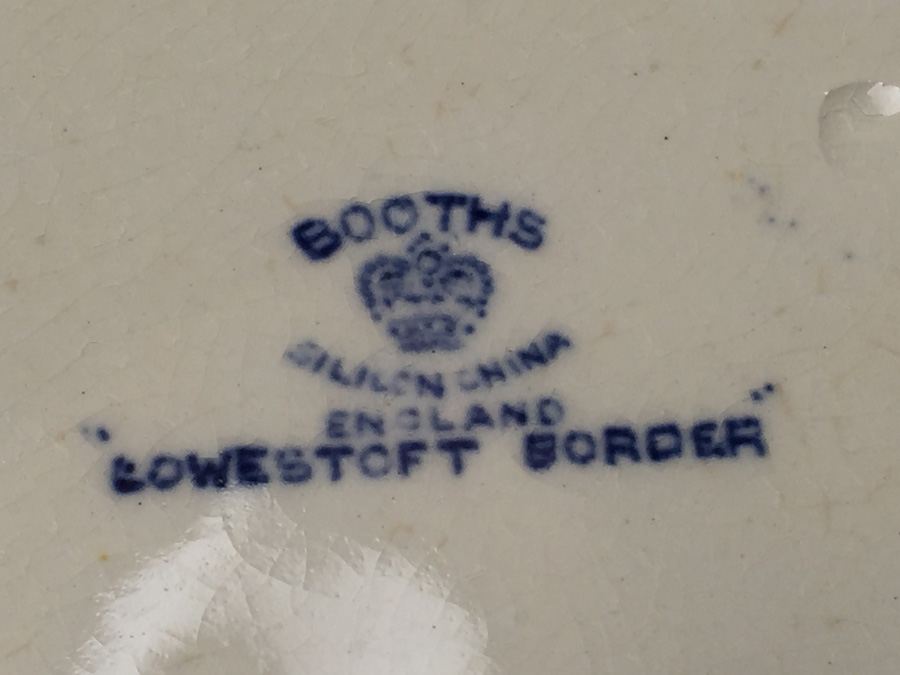 BOOTHS
SILICON CHINA
ENGLAND
"LOWESTOFT BORDER"